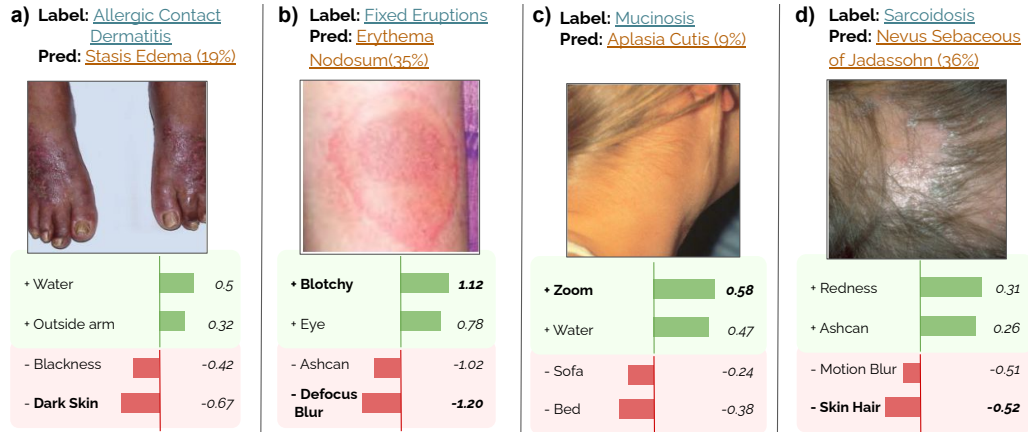 a) Label: Allergic Contact
Dermatitis
Pred: Stasis Edema (19%)
+ Water 0.5
+ Outside arm 0.32
- Blackness -0.42
- Dark Skin -0.67
b) Label: Fixed Eruptions
Pred: Erythema
Nodosum(35%)
+ Blotchy 1.12
+ Eye 0.78
- Ashcan -1.02
- Defocus
Blur -1.20
c) Label: Mucinosis
Pred: Aplasia Cutis (9%)
+ Zoom 0.58
+ Water 0.47
- Sofa -0.24
- Bed -0.38
d) Label: Sarcoidosis
Pred: Nevus Sebaceous
of Jadassohn (36%)
+ Redness 0.31
+ Ashcan 0.26
- Motion Blur -0.51
- Skin Hair -0.52